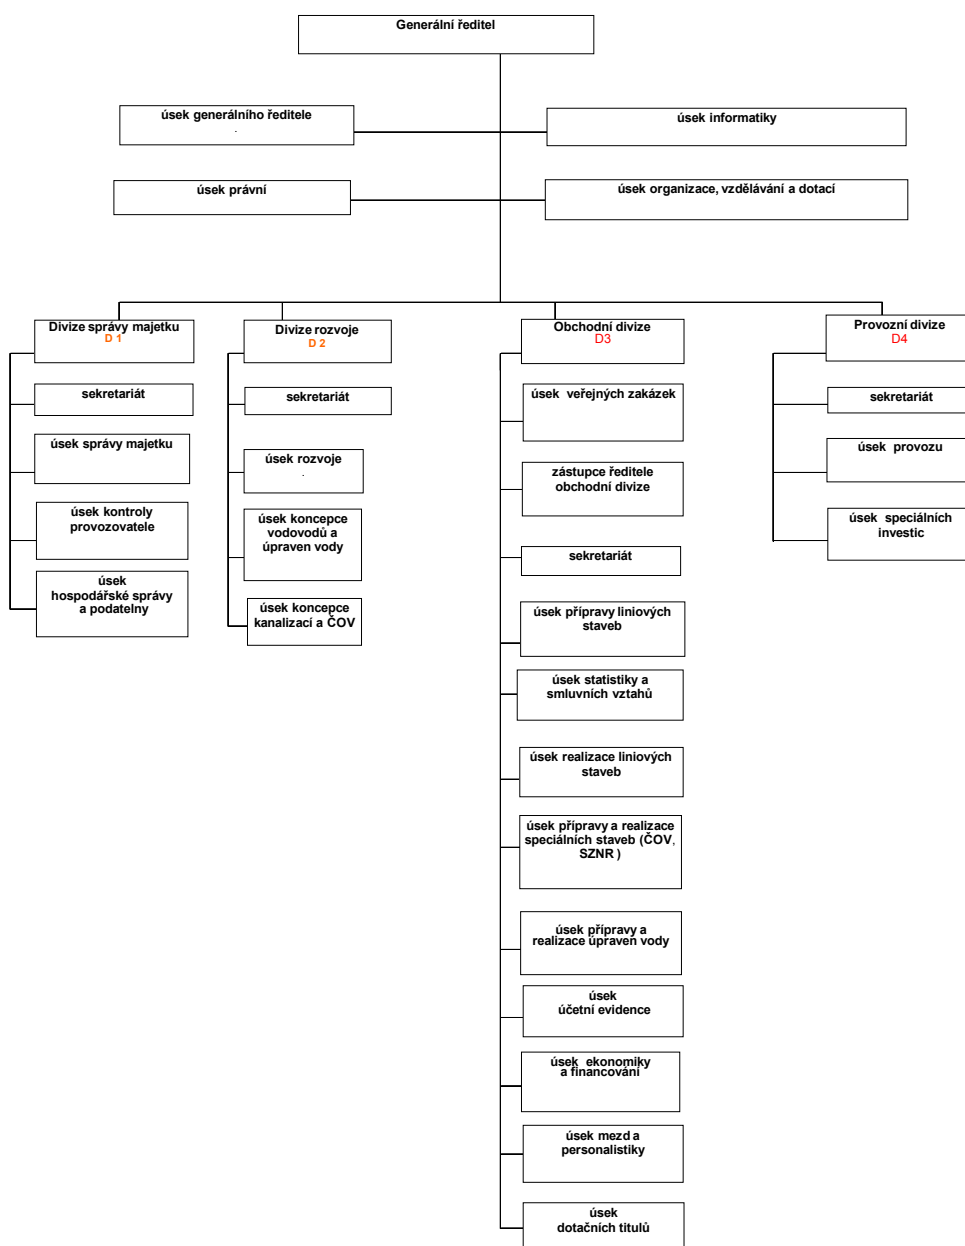 Generální ředitel
úsek generálního ředitele
.
úsek informatiky
úsek právní
úsek organizace, vzdělávání a dotací
Divize správy majetku
D 1
sekretariát
úsek správy majetku
úsek kontroly
provozovatele
úsek
hospodářské správy
a podatelny
Divize rozvoje
D 2
sekretariát
úsek rozvoje
.
úsek koncepce
vodovodů a
úpraven vody
úsek koncepce
kanalizací a ČOV
Obchodní divize
D3
úsek veřejných zakázek
zástupce ředitele
obchodní divize
sekretariát
úsek přípravy liniových
staveb
úsek statistiky a
smluvních vztahů
úsek realizace liniových
staveb
úsek přípravy a realizace
speciálních staveb (ČOV,
SZNR )
úsek přípravy a
realizace úpraven vody
úsek
účetní evidence
úsek ekonomiky
a financování
úsek mezd a
personalistiky
úsek
dotačních titulů
Provozní divize
D4
sekretariát
úsek provozu
úsek speciálních
investic